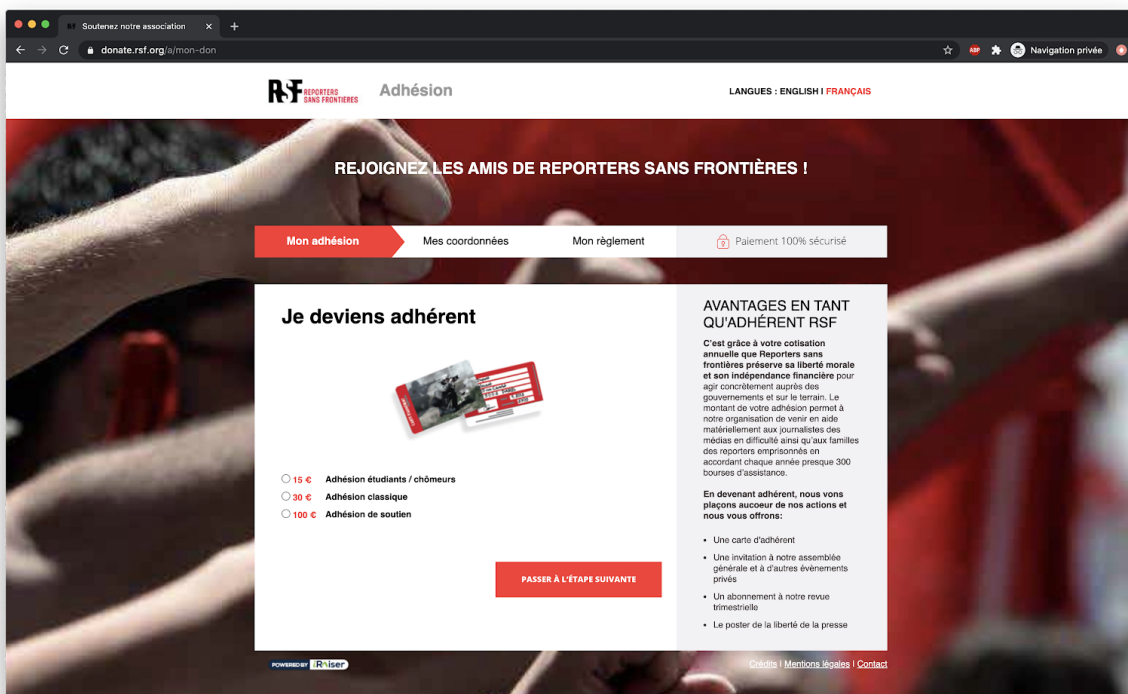 RSF Soutenez notre association
donate.rsf.org/a/mon-don
ABP
Navigation privée
RSF REPORTERS
SANS FRONTIÈRES
Adhésion
LANGUES : ENGLISH I FRANÇAIS
REJOIGNEZ LES AMIS DE REPORTERS SANS FRONTIÈRES !
Mon adhésion
Mes coordonnées
Mon règlement
Paiement 100% sécurisé
Je deviens adhérent
15 € Adhésion étudiants / chômeurs
30 € Adhésion classique
100 € Adhésion de soutien
PASSER À L'ÉTAPE SUIVANTE
AVANTAGES EN TANT
QU'ADHÉRENT RSF
C'est grâce à votre cotisation
annuelle que Reporters sans
frontières préserve sa liberté morale
et son indépendance financière pour
agir concrètement auprès des
gouvernements et sur le terrain. Le
montant de votre adhésion permet à
notre organisation de venir en aide
matériellement aux journalistes des
médias en difficulté ainsi qu'aux familles
des reporters emprisonnés en
accordant chaque année presque 300
bourses d'assistance.
En devenant adhérent, nous vons
plaçons aucoeur de nos actions et
nous vous offrons:
• Une carte d'adhérent
• Une invitation à notre assemblée
générale et à d'autres évènements
privés
• Un abonnement à notre revue
trimestrielle
• Le poster de la liberté de la presse
POWERED BY iRaiser
Crédits I Mentions légales I Contact